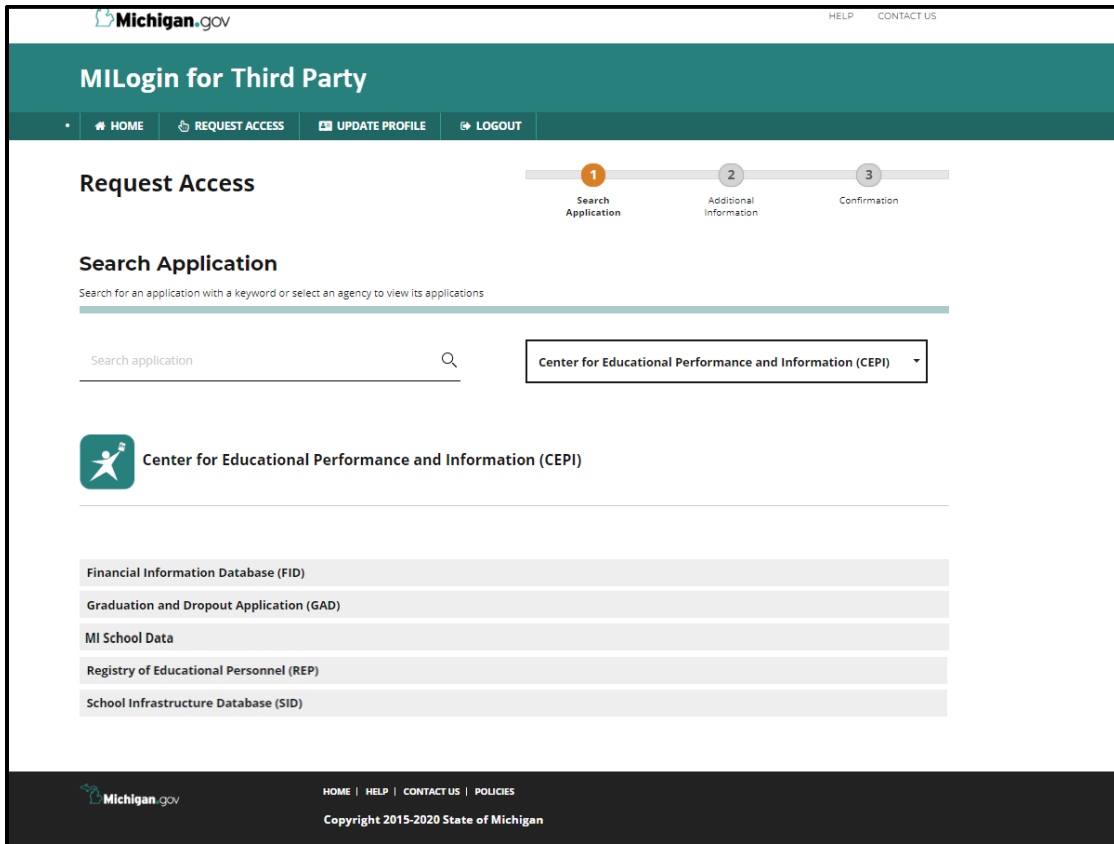 Michigan.gov
HELP CONTACT US
MILogin for Third Party
HOME REQUEST ACCESS UPDATE PROFILE LOGOUT
Request Access
1 2 3
Search Application
Additional Information
Confirmation
Search Application
Search for an application with a keyword or select an agency to view its applications
Search application
Center for Educational Performance and Information (CEPI)
Center for Educational Performance and Information (CEPI)
Financial Information Database (FID)
Graduation and Dropout Application (GAD)
MI School Data
Registry of Educational Personnel (REP)
School Infrastructure Database (SID)
Michigan.gov
HOME | HELP | CONTACT US | POLICIES
Copyright 2015-2020 State of Michigan